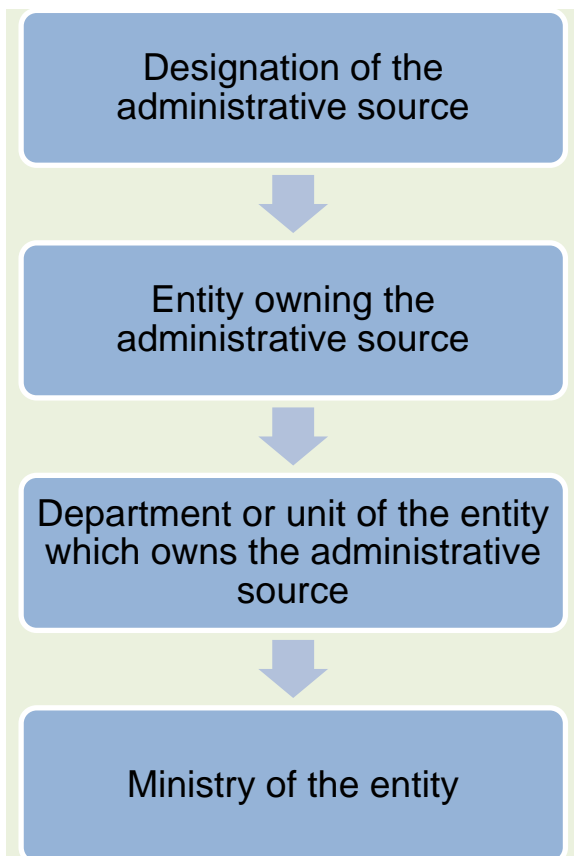 Designation of the
administrative source
Entity owning the
administrative source
Department or unit of the entity
which owns the administrative
source
Ministry of the entity